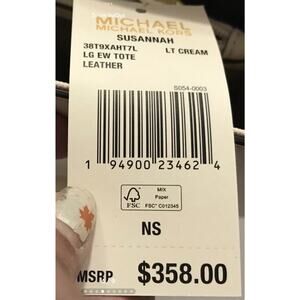 MICHAEL
MICHAEL KORS
SUSANNAH
38T9XAHT7L LT CREAM
LG EW TOTE
LEATHER
S054-0003
1 94900 23462 4
FSC MIX
Paper
FSC® C012345
NS
MSRP $358.00